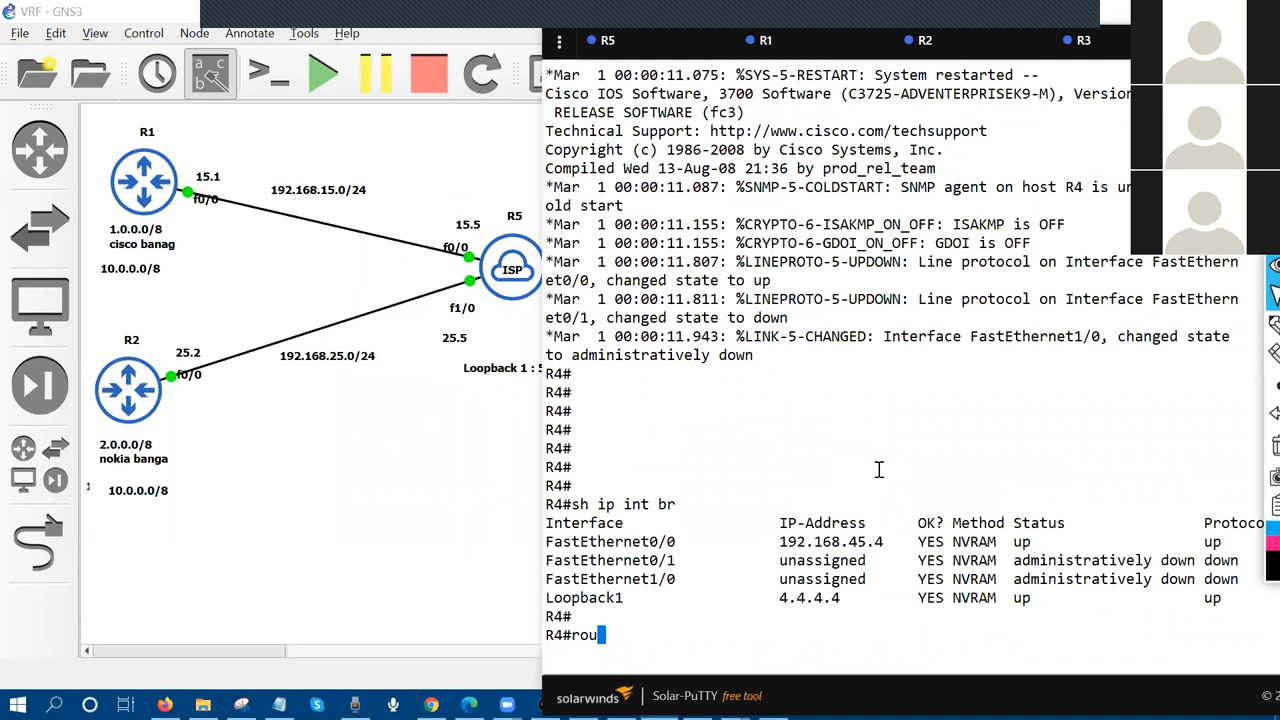 VRF - GNS3
File Edit View Control Node Annotate Tools Help
a c
b
R1
15.1
f0/0
192.168.15.0/24
1.0.0.0/8
cisco banag
10.0.0.0/8
15.5
R5
f0/0
ISP
f1/0
25.5
R2
25.2
f0/0
192.168.25.0/24
2.0.0.0/8
nokia banga
10.0.0.0/8
Loopback 1 :
R5 R1 R2 R3
*Mar  1 00:00:11.075: %SYS-5-RESTART: System restarted --
Cisco IOS Software, 3700 Software (C3725-ADVENTERPRISEK9-M), Version
RELEASE SOFTWARE (fc3)
Technical Support: http://www.cisco.com/techsupport
Copyright (c) 1986-2008 by Cisco Systems, Inc.
Compiled Wed 13-Aug-08 21:36 by prod_rel_team
*Mar  1 00:00:11.087: %SNMP-5-COLDSTART: SNMP agent on host R4 is un
old start
*Mar  1 00:00:11.155: %CRYPTO-6-ISAKMP_ON_OFF: ISAKMP is OFF
*Mar  1 00:00:11.155: %CRYPTO-6-GDOI_ON_OFF: GDOI is OFF
*Mar  1 00:00:11.807: %LINEPROTO-5-UPDOWN: Line protocol on Interface FastEthern
et0/0, changed state to up
*Mar  1 00:00:11.811: %LINEPROTO-5-UPDOWN: Line protocol on Interface FastEthern
et0/1, changed state to down
*Mar  1 00:00:11.943: %LINK-5-CHANGED: Interface FastEthernet1/0, changed state
to administratively down
R4#
R4#
R4#
R4#
R4#
R4#
R4#
R4#sh ip int br
Interface IP-Address OK? Method Status Protoco
FastEthernet0/0 192.168.45.4 YES NVRAM up up
FastEthernet0/1 unassigned YES NVRAM administratively down down
FastEthernet1/0 unassigned YES NVRAM administratively down down
Loopback1 4.4.4.4 YES NVRAM up up
R4#
R4#rou
solarwinds Solar-PuTTY free tool